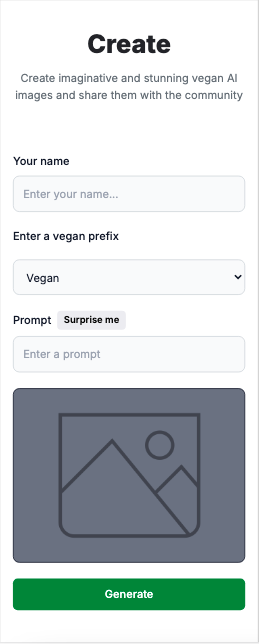 Create
Create imaginative and stunning vegan AI
images and share them with the community
Your name
Enter your name...
Enter a vegan prefix
Vegan
Prompt Surprise me
Enter a prompt
Generate